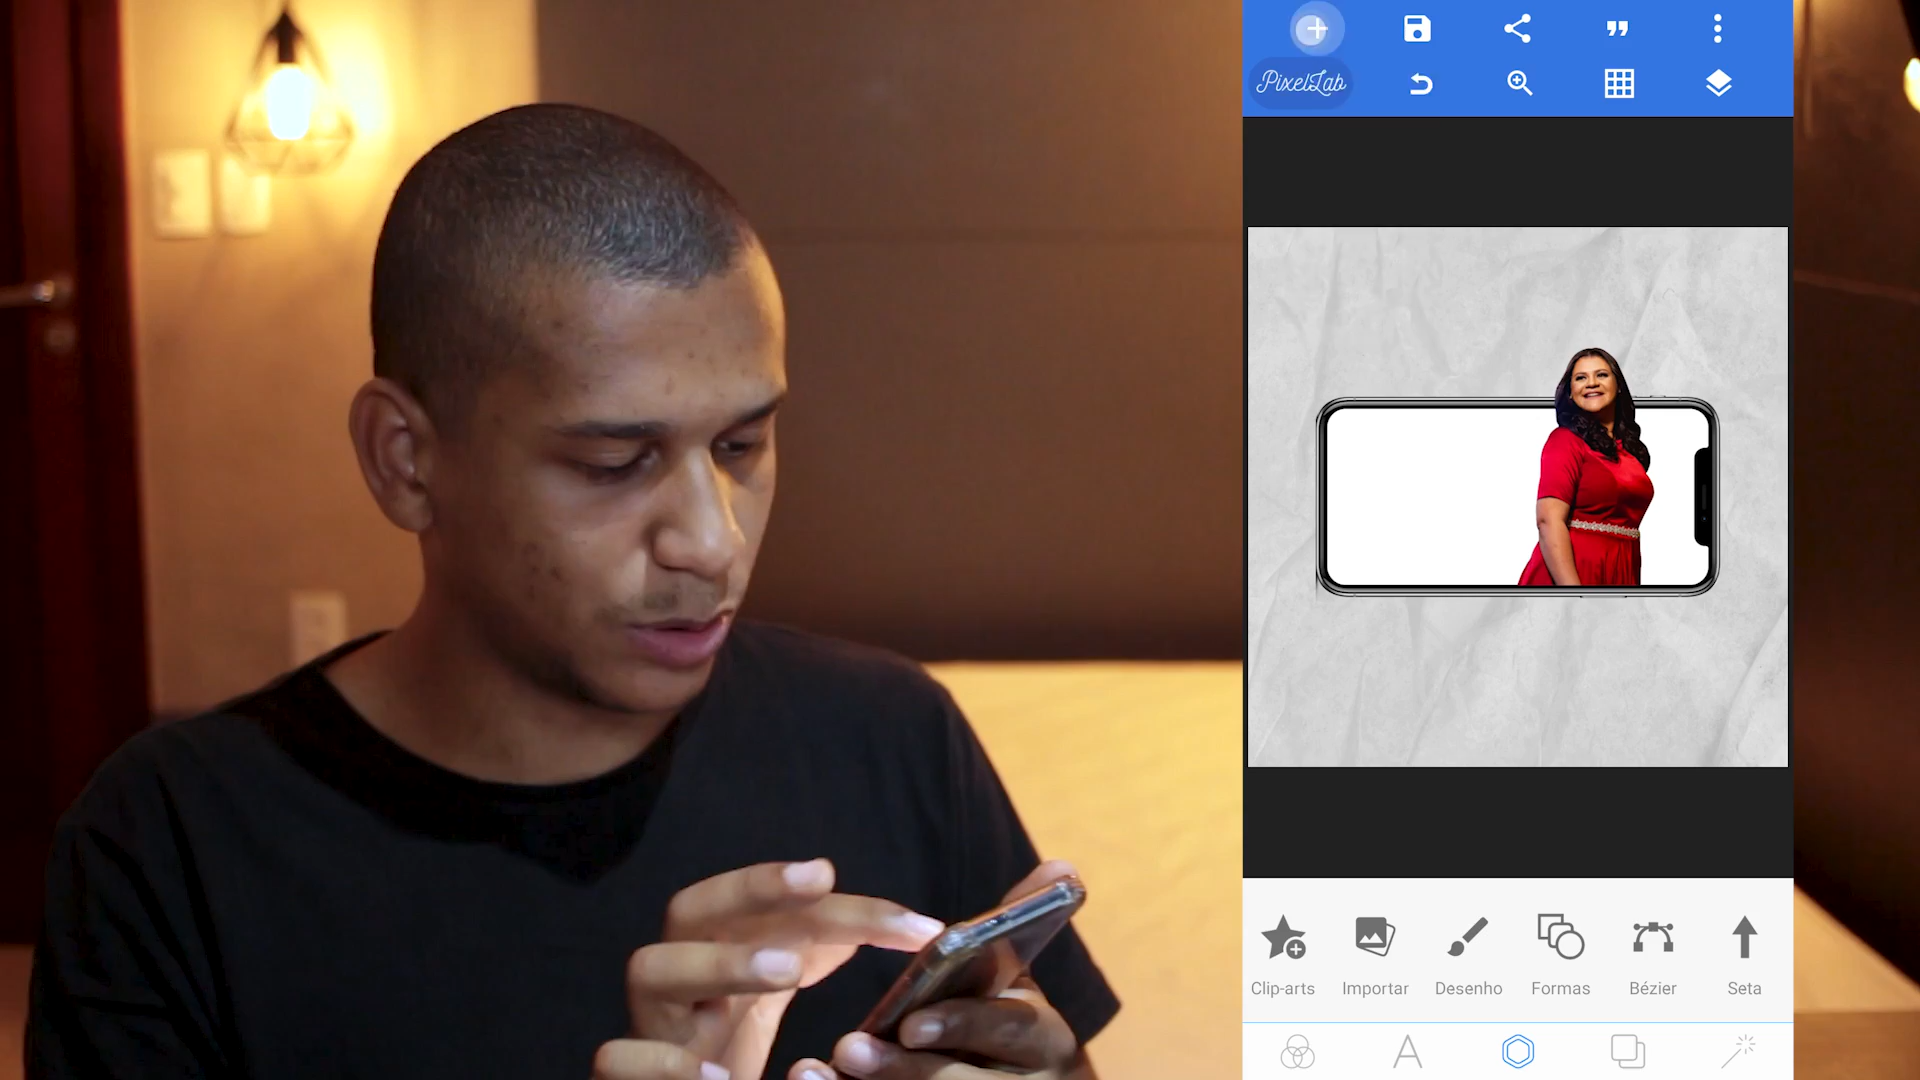 PixelLab
Clip-arts
Importar
Desenho
Formas
Bézier
Seta